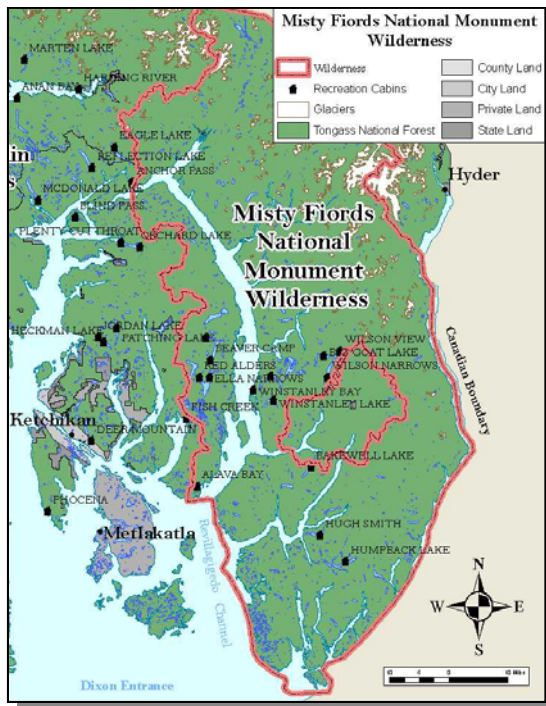 Misty Fiords National Monument
Wilderness
Wilderness
Recreation Cabins
Glaciers
Tongass National Forest
County Land
City Land
Private Land
State Land
MARTEN LAKE
HARDING RIVER
ANAN BAY
EAGLE LAKE
REFLECTION LAKE
ANCHOR PASS
in
s
MCDONALD LAKE
BLIND PASS
PLENTY CUTTHROAT
ORCHARD LAKE
Hyder
Misty Fiords
National
Monument
Wilderness
HECKMAN LAKE
JORDAN LAKE
PATCHING LAKE
BEAVER CAMP
RED ALDERS
ELLA NARROWS
WILSON VIEW
BIG GOAT LAKE
WILSON NARROWS
WINSTANLEY BAY
WINSTANLEY LAKE
Canadian Boundary
FISH CREEK
Ketchikan
DEER MOUNTAIN
BAKEWELL LAKE
ALAVA BAY
PHOCENA
Metlakatla
HUGH SMITH
HUMPBACK LAKE
Revillagigedo Channel
Dixon Entrance
N
W
E
S